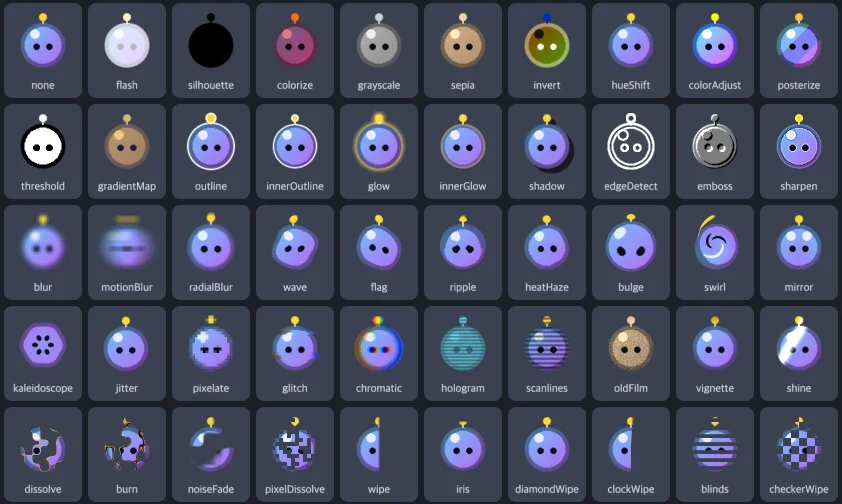 none
flash
silhouette
colorize
grayscale
sepia
invert
hueShift
colorAdjust
posterize
threshold
gradientMap
outline
innerOutline
glow
innerGlow
shadow
edgeDetect
emboss
sharpen
blur
motionBlur
radialBlur
wave
flag
ripple
heatHaze
bulge
swirl
mirror
kaleidoscope
jitter
pixelate
glitch
chromatic
hologram
scanlines
oldFilm
vignette
shine
dissolve
burn
noiseFade
pixelDissolve
wipe
iris
diamondWipe
clockWipe
blinds
checkerWipe